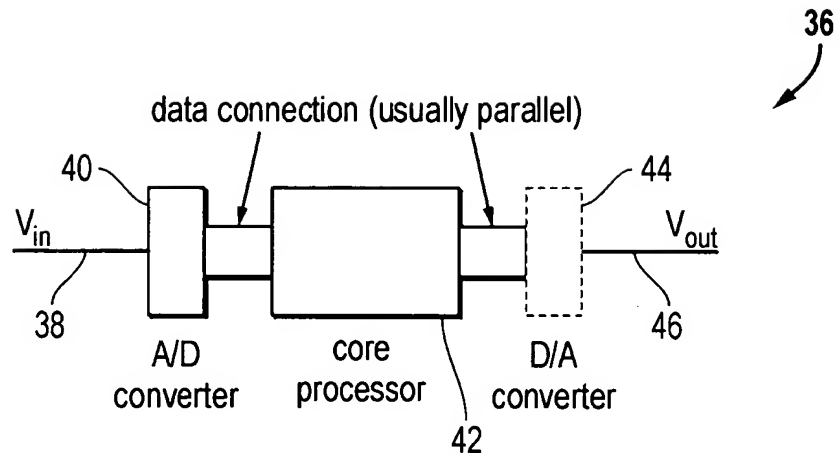 36
data connection (usually parallel)
40
44
V_in
V_out
38
46
A/D
converter
core
processor
D/A
converter
42